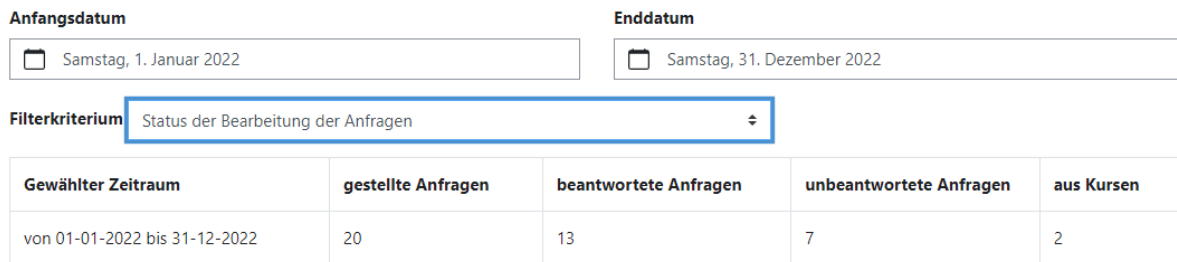 Anfangsdatum Enddatum
Samstag, 1. Januar 2022 Samstag, 31. Dezember 2022
Filterkriterium Status der Bearbeitung der Anfragen
Gewählter Zeitraum gestellte Anfragen beantwortete Anfragen unbeantwortete Anfragen aus Kursen
von 01-01-2022 bis 31-12-2022 20 13 7 2